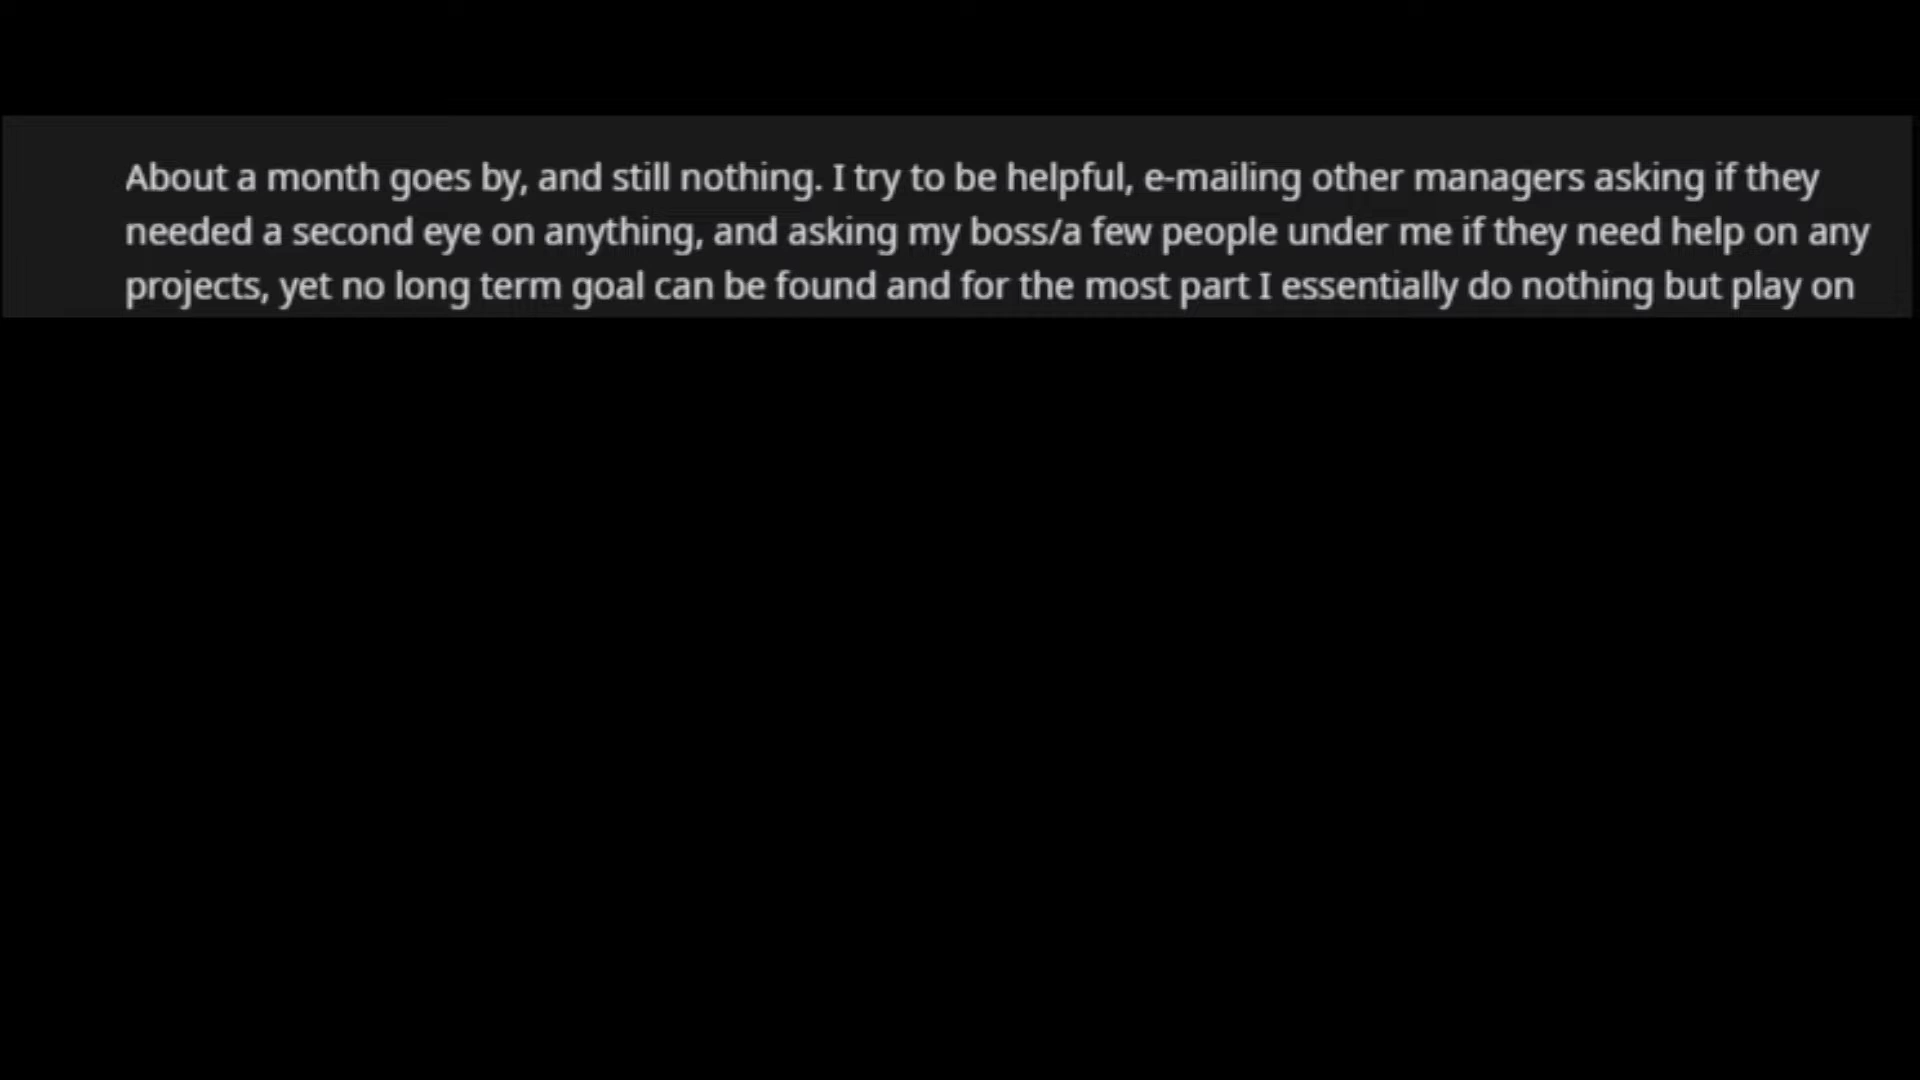 About a month goes by, and still nothing. I try to be helpful, e-mailing other managers asking if they
needed a second eye on anything, and asking my boss/a few people under me if they need help on any
projects, yet no long term goal can be found and for the most part I essentially do nothing but play on